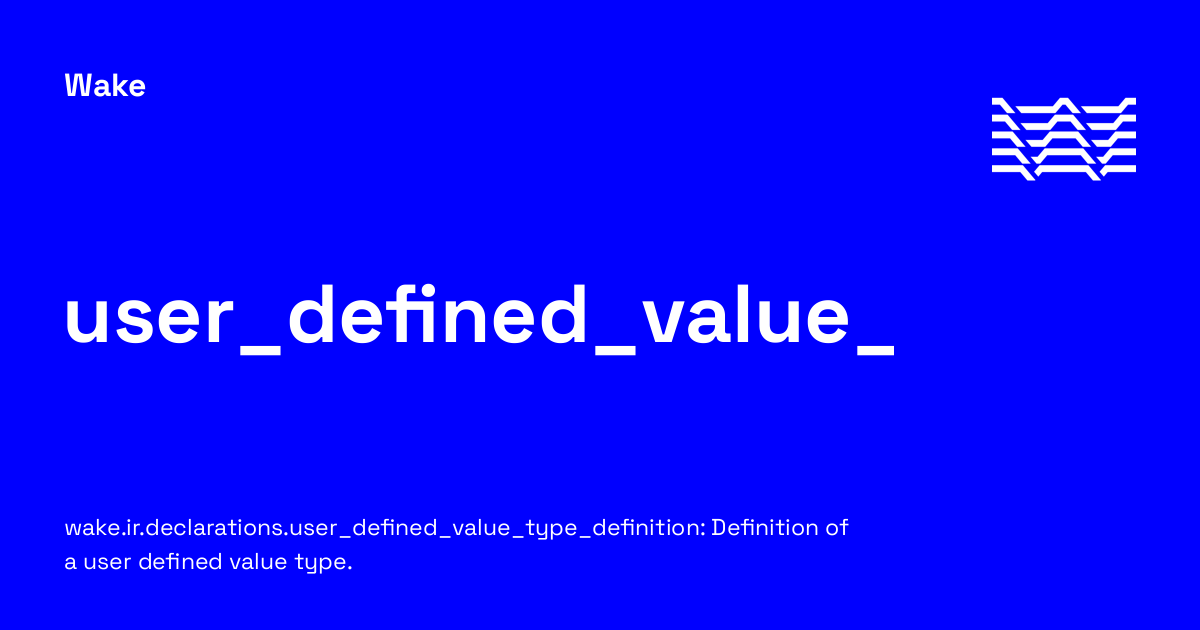 Wake
user_defined_value_
wake.ir.declarations.user_defined_value_type_definition: Definition of
a user defined value type.